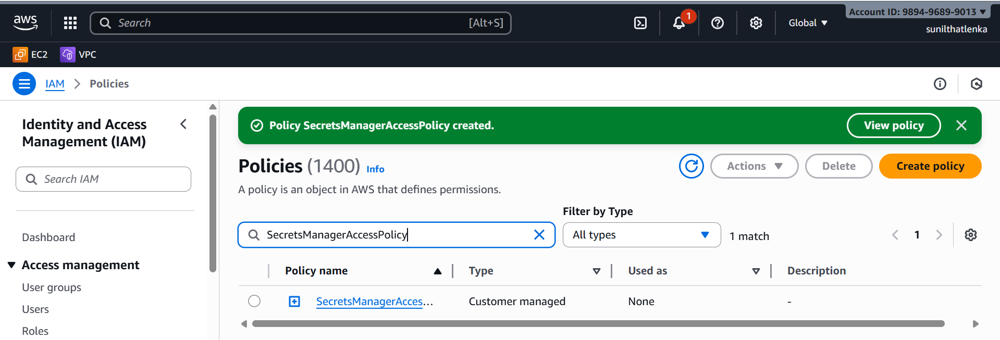 aws
Search [Alt+S]
1
Global
Account ID: 9894-9689-9013
sunilthatlenka
EC2 VPC
IAM Policies
Identity and Access
Management (IAM)
Search IAM
Dashboard
Access management
User groups
Users
Roles
Policy SecretsManagerAccessPolicy created.
View policy
Policies (1400) Info
Actions Delete Create policy
A policy is an object in AWS that defines permissions.
Filter by Type
SecretsManagerAccessPolicy All types 1 match 1
Policy name Type Used as Description
SecretsManagerAcces... Customer managed None -